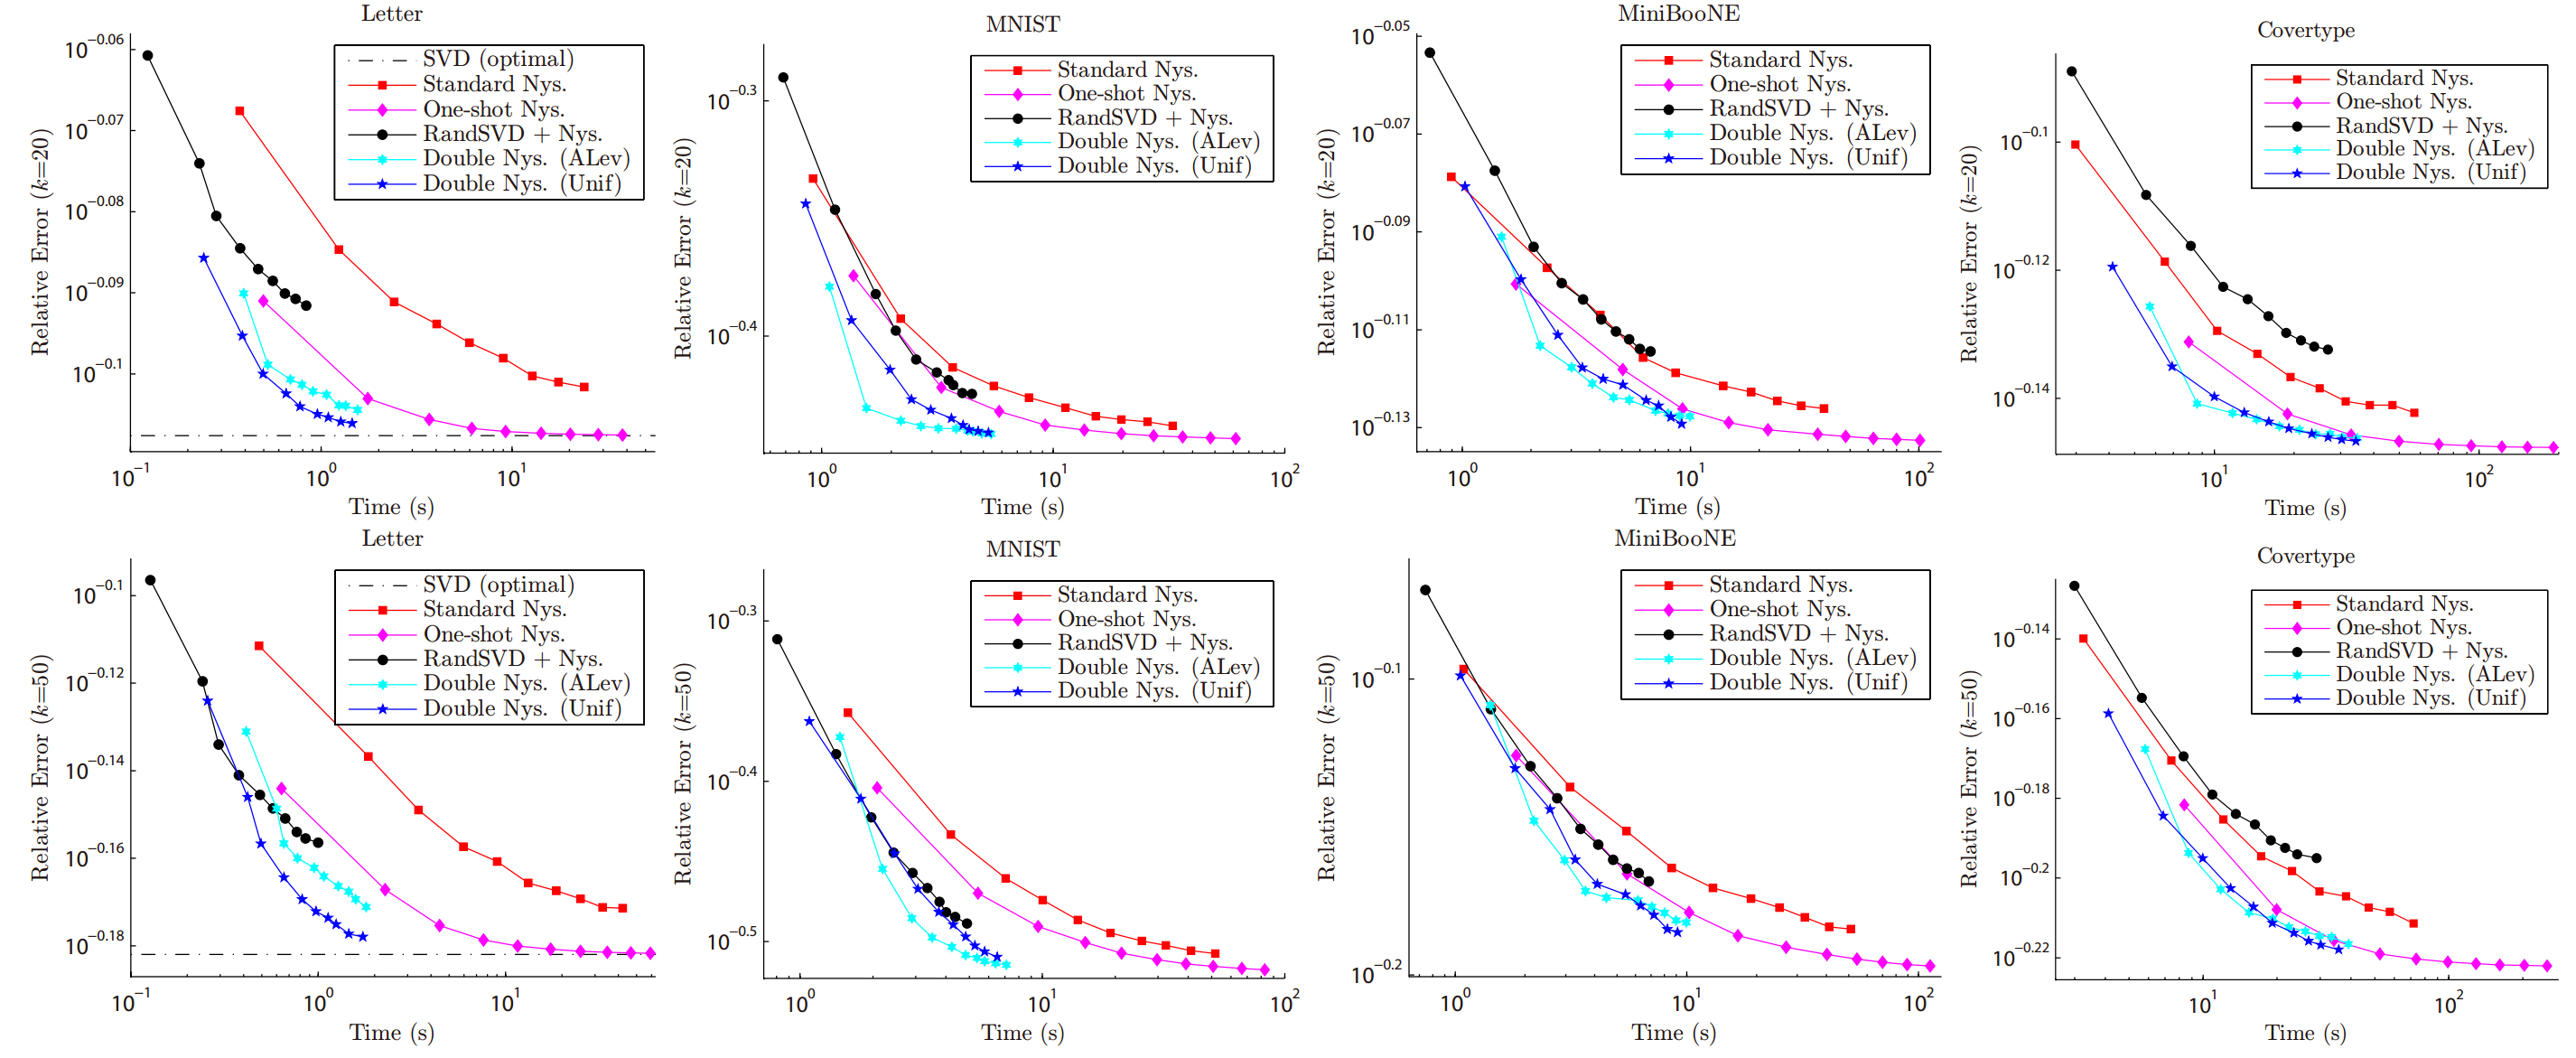 Letter
10^−0.06
10^−0.07
10^−0.08
10^−0.09
10^−0.1
Relative Error (k=20)
SVD (optimal)
Standard Nys.
One-shot Nys.
RandSVD + Nys.
Double Nys. (ALev)
Double Nys. (Unif)
10^−1
10^0
10^1
Time (s)
MNIST
10^−0.3
10^−0.4
Relative Error (k=20)
Standard Nys.
One-shot Nys.
RandSVD + Nys.
Double Nys. (ALev)
Double Nys. (Unif)
10^0
10^1
10^2
Time (s)
MiniBooNE
10^−0.05
10^−0.07
10^−0.09
10^−0.11
10^−0.13
Relative Error (k=20)
Standard Nys.
One-shot Nys.
RandSVD + Nys.
Double Nys. (ALev)
Double Nys. (Unif)
10^0
10^1
10^2
Time (s)
Covertype
10^−0.1
10^−0.12
10^−0.14
Relative Error (k=20)
Standard Nys.
One-shot Nys.
RandSVD + Nys.
Double Nys. (ALev)
Double Nys. (Unif)
10^1
10^2
Time (s)
Letter
10^−0.1
10^−0.12
10^−0.14
10^−0.16
10^−0.18
Relative Error (k=50)
SVD (optimal)
Standard Nys.
One-shot Nys.
RandSVD + Nys.
Double Nys. (ALev)
Double Nys. (Unif)
10^−1
10^0
10^1
Time (s)
MNIST
10^−0.3
10^−0.4
10^−0.5
Relative Error (k=50)
Standard Nys.
One-shot Nys.
RandSVD + Nys.
Double Nys. (ALev)
Double Nys. (Unif)
10^0
10^1
10^2
Time (s)
MiniBooNE
10^−0.1
10^−0.2
Relative Error (k=50)
Standard Nys.
One-shot Nys.
RandSVD + Nys.
Double Nys. (ALev)
Double Nys. (Unif)
10^0
10^1
10^2
Time (s)
Covertype
10^−0.14
10^−0.16
10^−0.18
10^−0.2
10^−0.22
Relative Error (k=50)
Standard Nys.
One-shot Nys.
RandSVD + Nys.
Double Nys. (ALev)
Double Nys. (Unif)
10^1
10^2
Time (s)